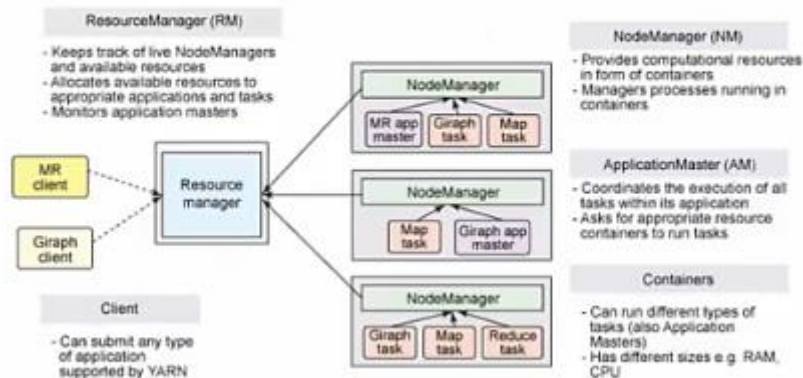 ResourceManager (RM)
- Keeps track of live NodeManagers
and available resources
- Allocates available resources to
appropriate applications and tasks
- Monitors application masters
MR
client
Giraph
client
Resource
manager
Client
- Can submit any type
of application
supported by YARN
NodeManager
MR app
master
Giraph
task
Map
task
NodeManager
Map
task
Giraph app
master
NodeManager
Giraph
task
Map
task
Reduce
task
NodeManager (NM)
- Provides computational resources
in form of containers
- Managers processes running in
containers
ApplicationMaster (AM)
- Coordinates the execution of all
tasks within its application
- Asks for appropriate resource
containers to run tasks
Containers
- Can run different types of
tasks (also Application
Masters)
- Has different sizes e.g. RAM,
CPU